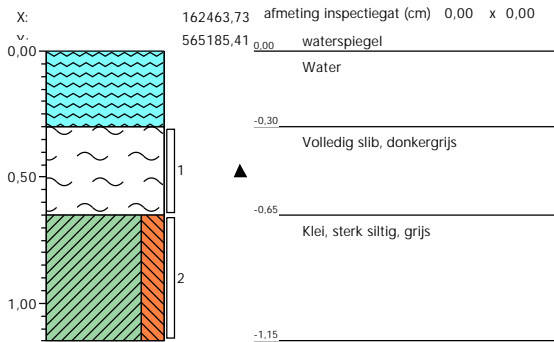 X: 162463,73 afmeting inspectiegat (cm) 0,00 x 0,00
Y: 565185,41
0,00 0,00 waterspiegel
Water
-0,30
Volledig slib, donkergrijs
0,50 1
-0,65
Klei, sterk siltig, grijs
2
1,00
-1,15